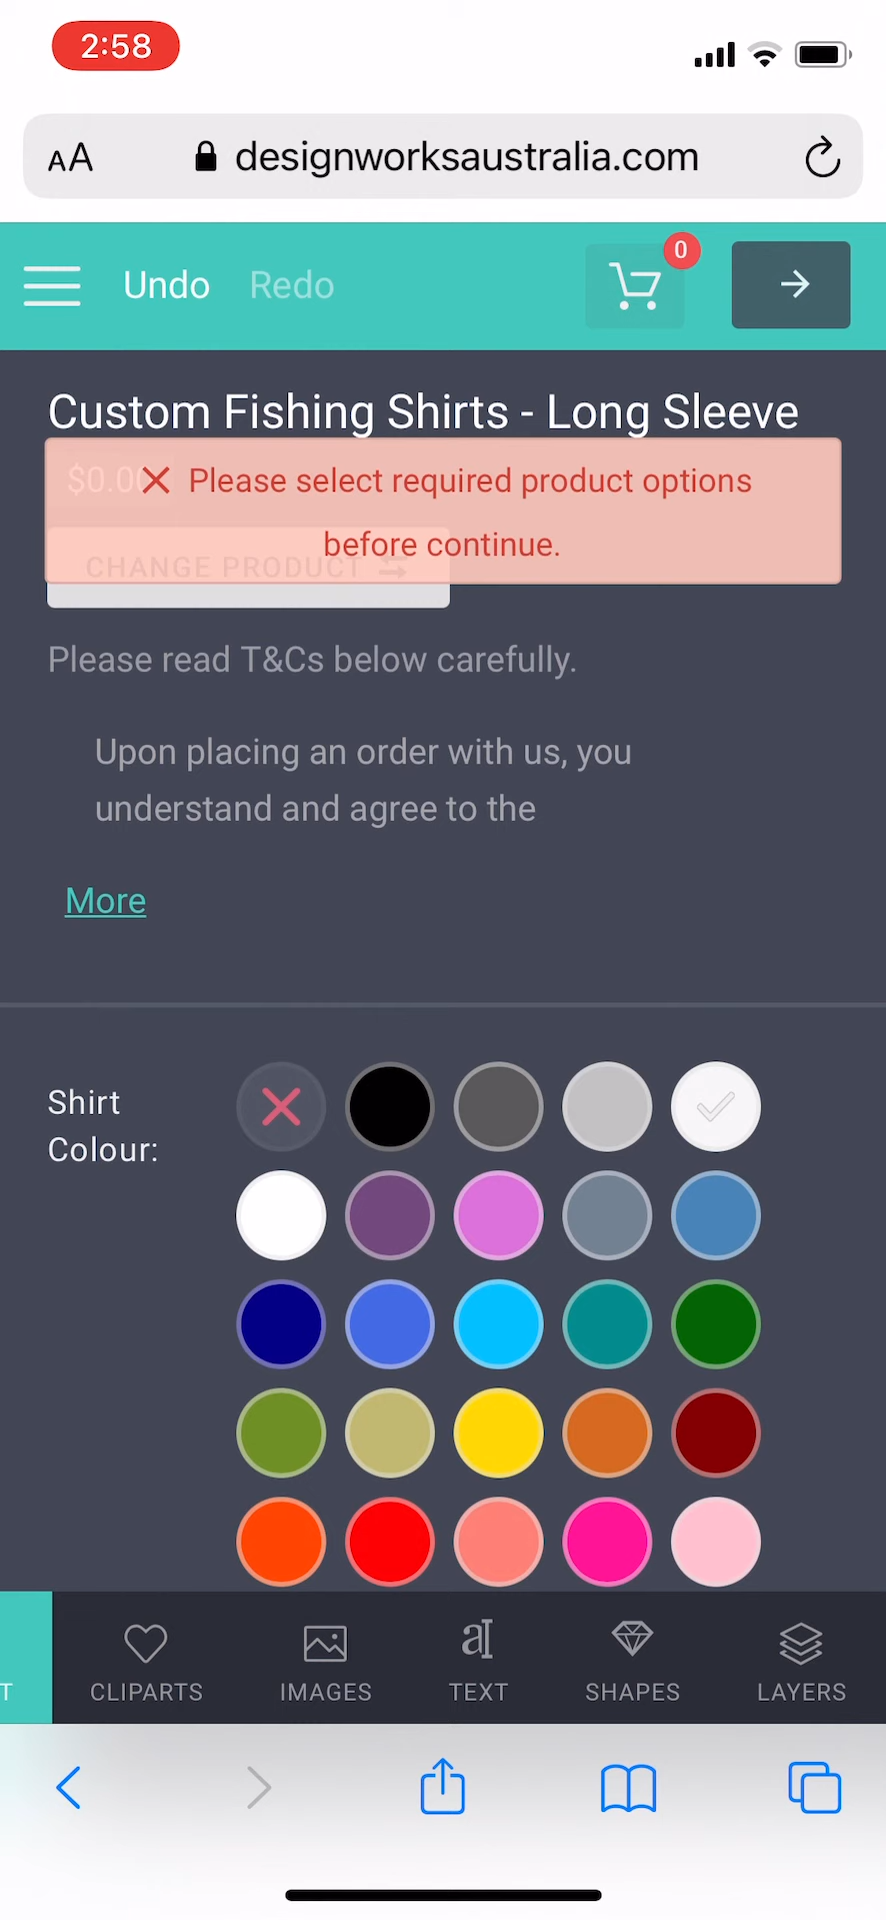 2:58
AA designworksaustralia.com
Undo Redo 0
Custom Fishing Shirts - Long Sleeve
$0.00
Please select required product options
before continue.
CHANGE PRODUCT
Please read T&Cs below carefully.
Upon placing an order with us, you
understand and agree to the
More
Shirt
Colour:
T CLIPARTS IMAGES TEXT SHAPES LAYERS